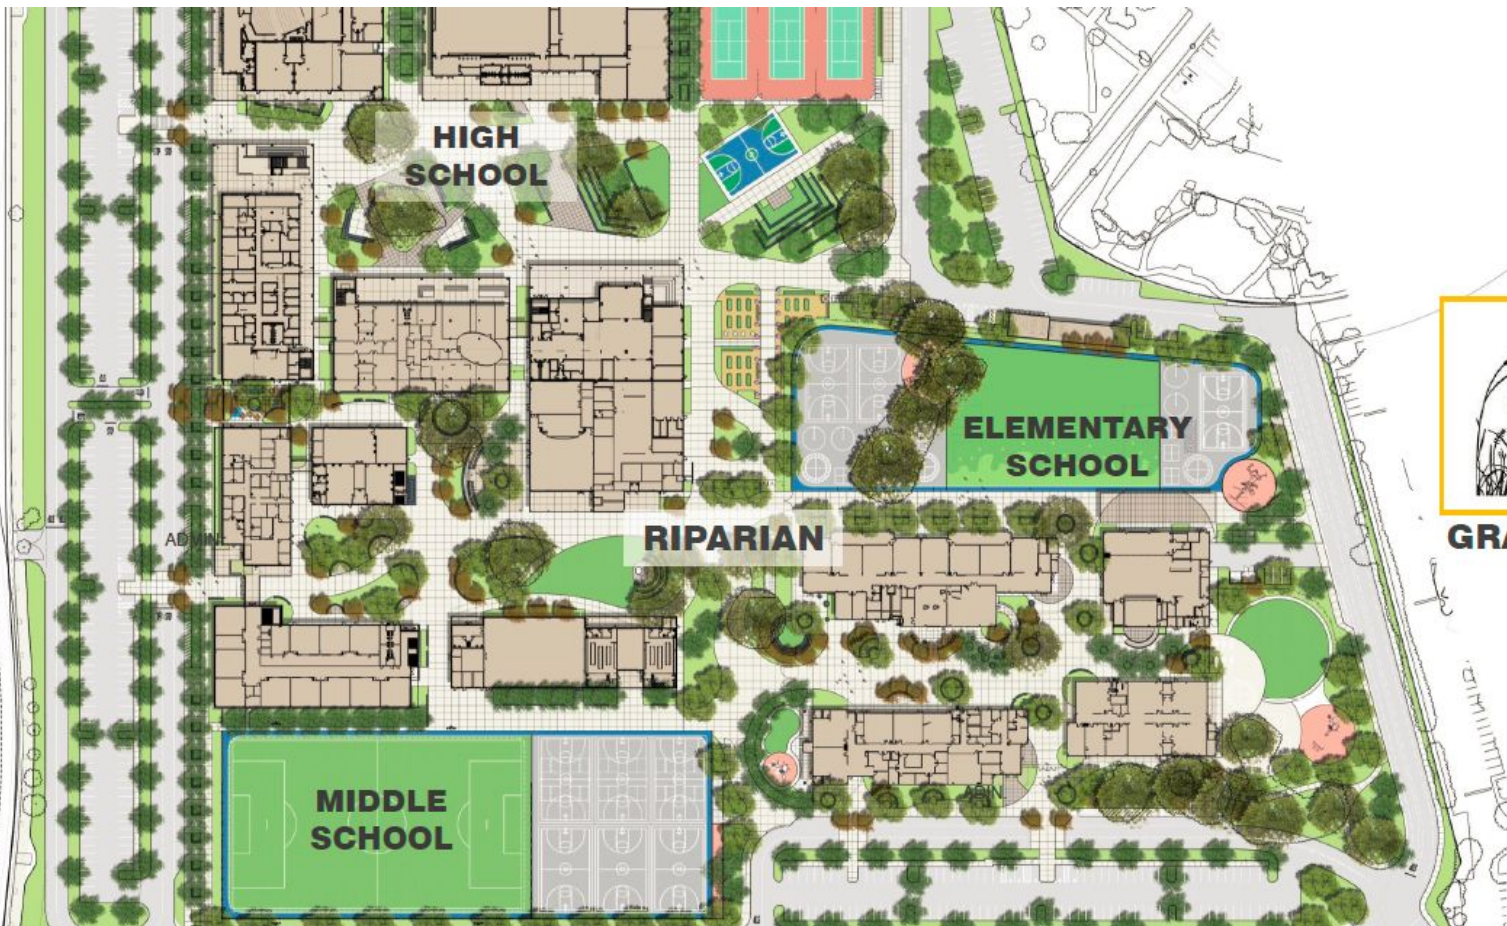 HIGH
SCHOOL
ELEMENTARY
SCHOOL
RIPARIAN
GRA
ADMIN
MIDDLE
SCHOOL